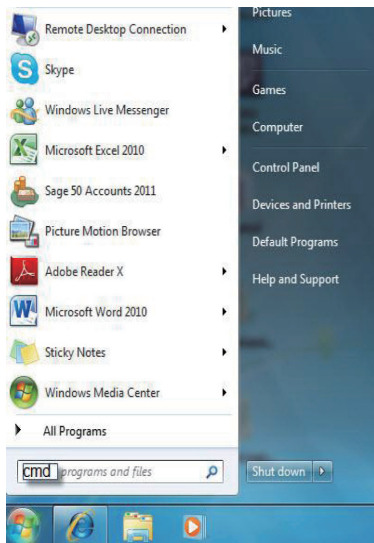 Remote Desktop Connection
Skype
Windows Live Messenger
Microsoft Excel 2010
Sage 50 Accounts 2011
Picture Motion Browser
Adobe Reader X
Microsoft Word 2010
Sticky Notes
Windows Media Center
All Programs
cmd programs and files
Pictures
Music
Games
Computer
Control Panel
Devices and Printers
Default Programs
Help and Support
Shut down